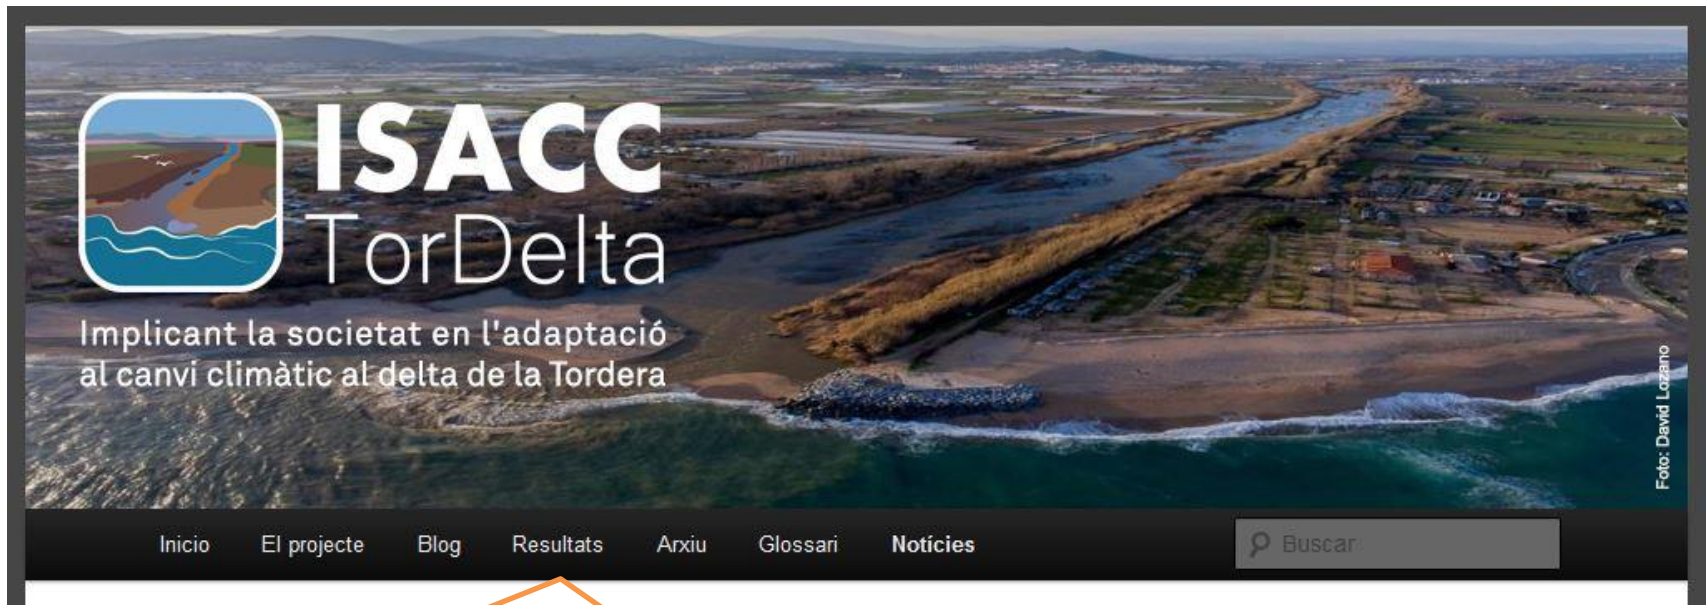 ISACC
TorDelta
Implicant la societat en l'adaptació
al canvi climàtic al delta de la Tordera
Foto: David Lozano
Inicio El projecte Blog Resultats Arxiu Glossari Notícies Buscar